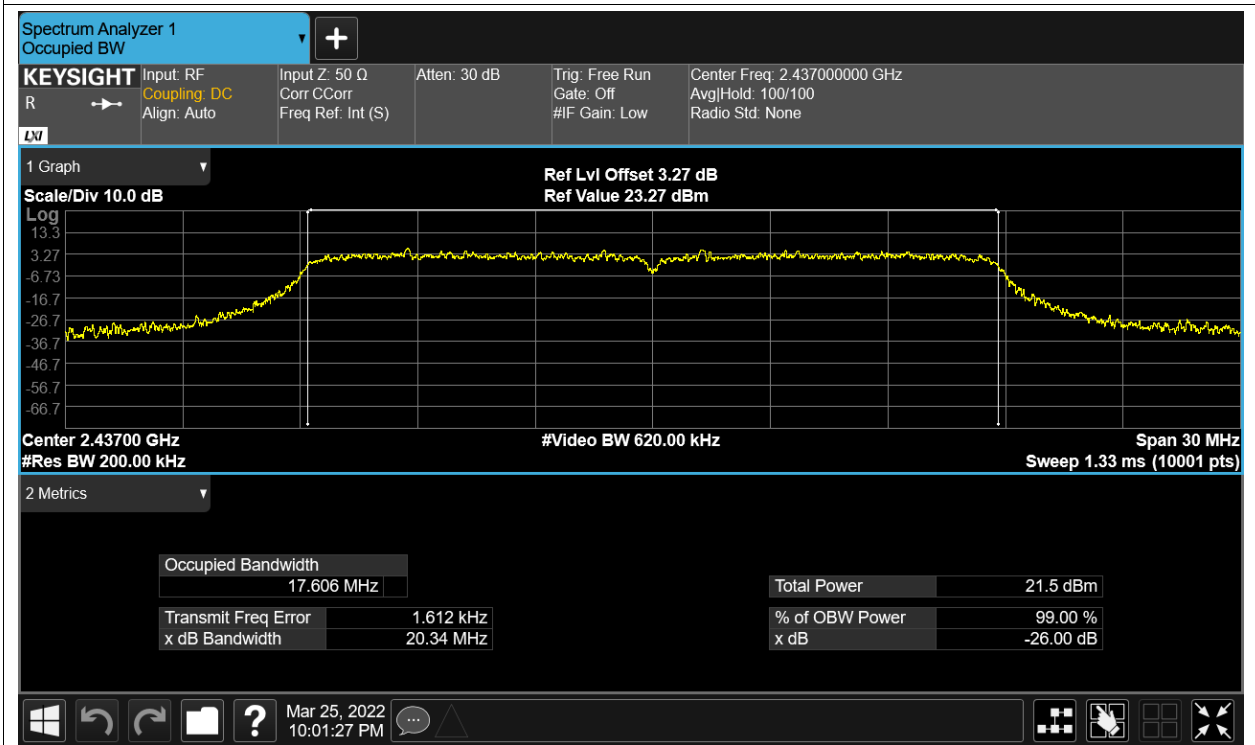 Spectrum Analyzer 1
Occupied BW
KEYSIGHT
R
LXI
Input: RF
Coupling: DC
Align: Auto
Input Z: 50 Ω
Corr CCorr
Freq Ref: Int (S)
Atten: 30 dB
Trig: Free Run
Gate: Off
#IF Gain: Low
Center Freq: 2.437000000 GHz
Avg|Hold: 100/100
Radio Std: None
1 Graph
Scale/Div 10.0 dB
Ref Lvl Offset 3.27 dB
Ref Value 23.27 dBm
Log
13.3
3.27
-6.73
-16.7
-26.7
-36.7
-46.7
-56.7
-66.7
Center 2.43700 GHz
#Video BW 620.00 kHz
Span 30 MHz
#Res BW 200.00 kHz
Sweep 1.33 ms (10001 pts)
2 Metrics
Occupied Bandwidth
17.606 MHz
Total Power 21.5 dBm
Transmit Freq Error 1.612 kHz
% of OBW Power 99.00 %
x dB Bandwidth 20.34 MHz
x dB -26.00 dB
?
Mar 25, 2022
10:01:27 PM